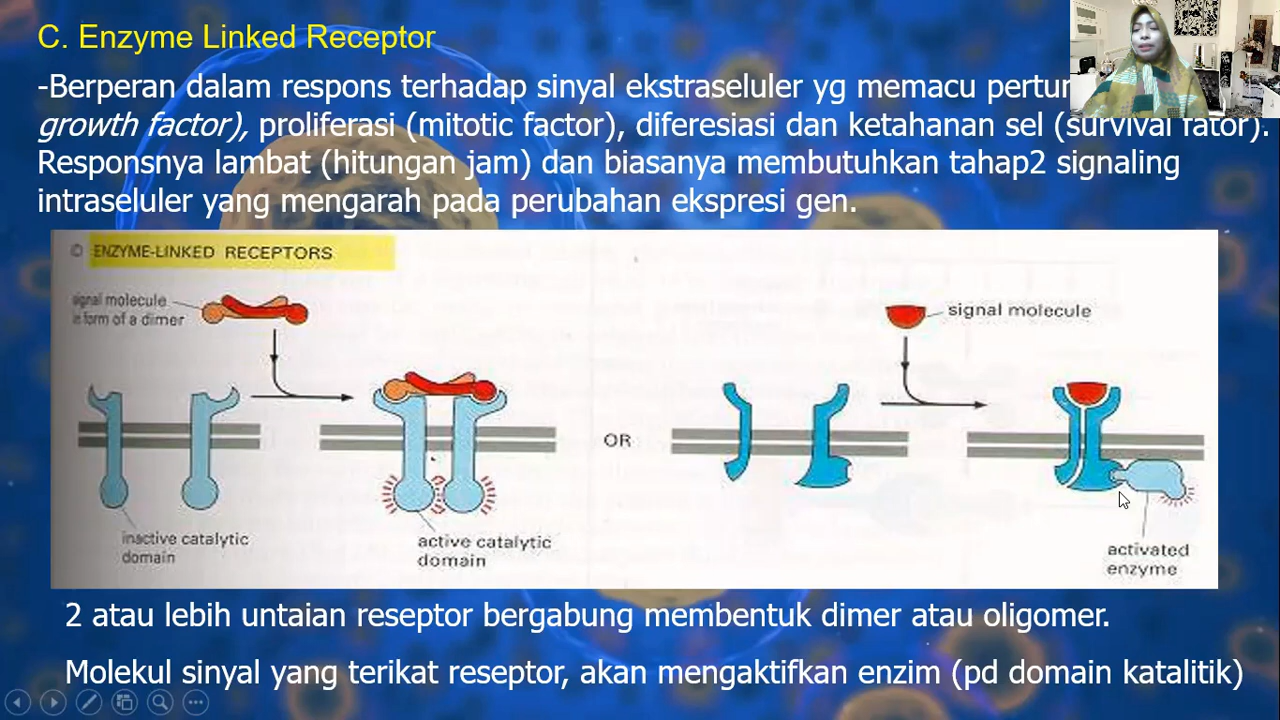 C. Enzyme Linked Receptor
-Berperan dalam respons terhadap sinyal ekstraseluler yg memacu
growth factor), proliferasi (mitotic factor), diferesiasi dan ketahanan sel (survival fator).
Responsnya lambat (hitungan jam) dan biasanya membutuhkan tahap2 signaling
intraseluler yang mengarah pada perubahan ekspresi gen.
© ENZYME-LINKED RECEPTORS
signal molecule
form of a dimer
signal molecule
OR
inactive catalytic
domain
active catalytic
domain
activated
enzyme
2 atau lebih untaian reseptor bergabung membentuk dimer atau oligomer.
Molekul sinyal yang terikat reseptor, akan mengaktifkan enzim (pd domain katalitik)